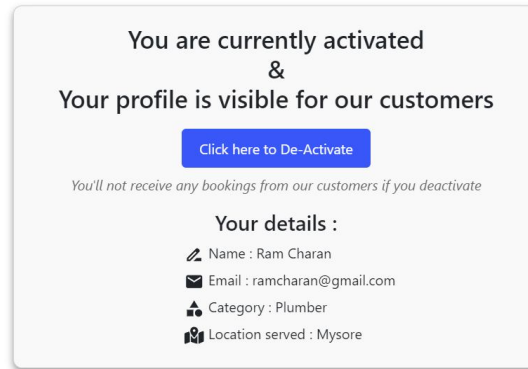 You are currently activated
&
Your profile is visible for our customers
Click here to De-Activate
You'll not receive any bookings from our customers if you deactivate
Your details :
Name : Ram Charan
Email : ramcharan@gmail.com
Category : Plumber
Location served : Mysore